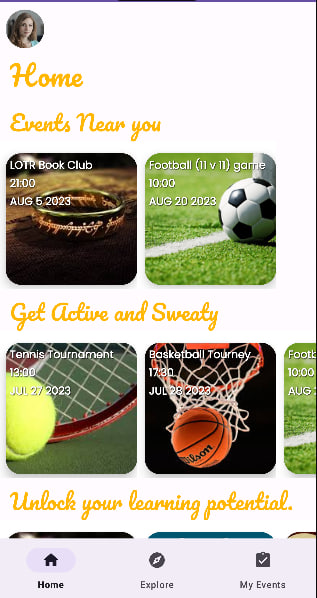 Home
Events Near you
LOTR Book Club
21:00
AUG 5 2023
Football (11 v 11) game
10:00
AUG 20 2023
Get Active and Sweaty
Tennis Tournament
13:00
JUL 27 2023
Basketball Tourney
17:30
JUL 28 2023
Wilson
Footb
10:00
AUG
Unlock your learning potential.
Home
Explore
My Events